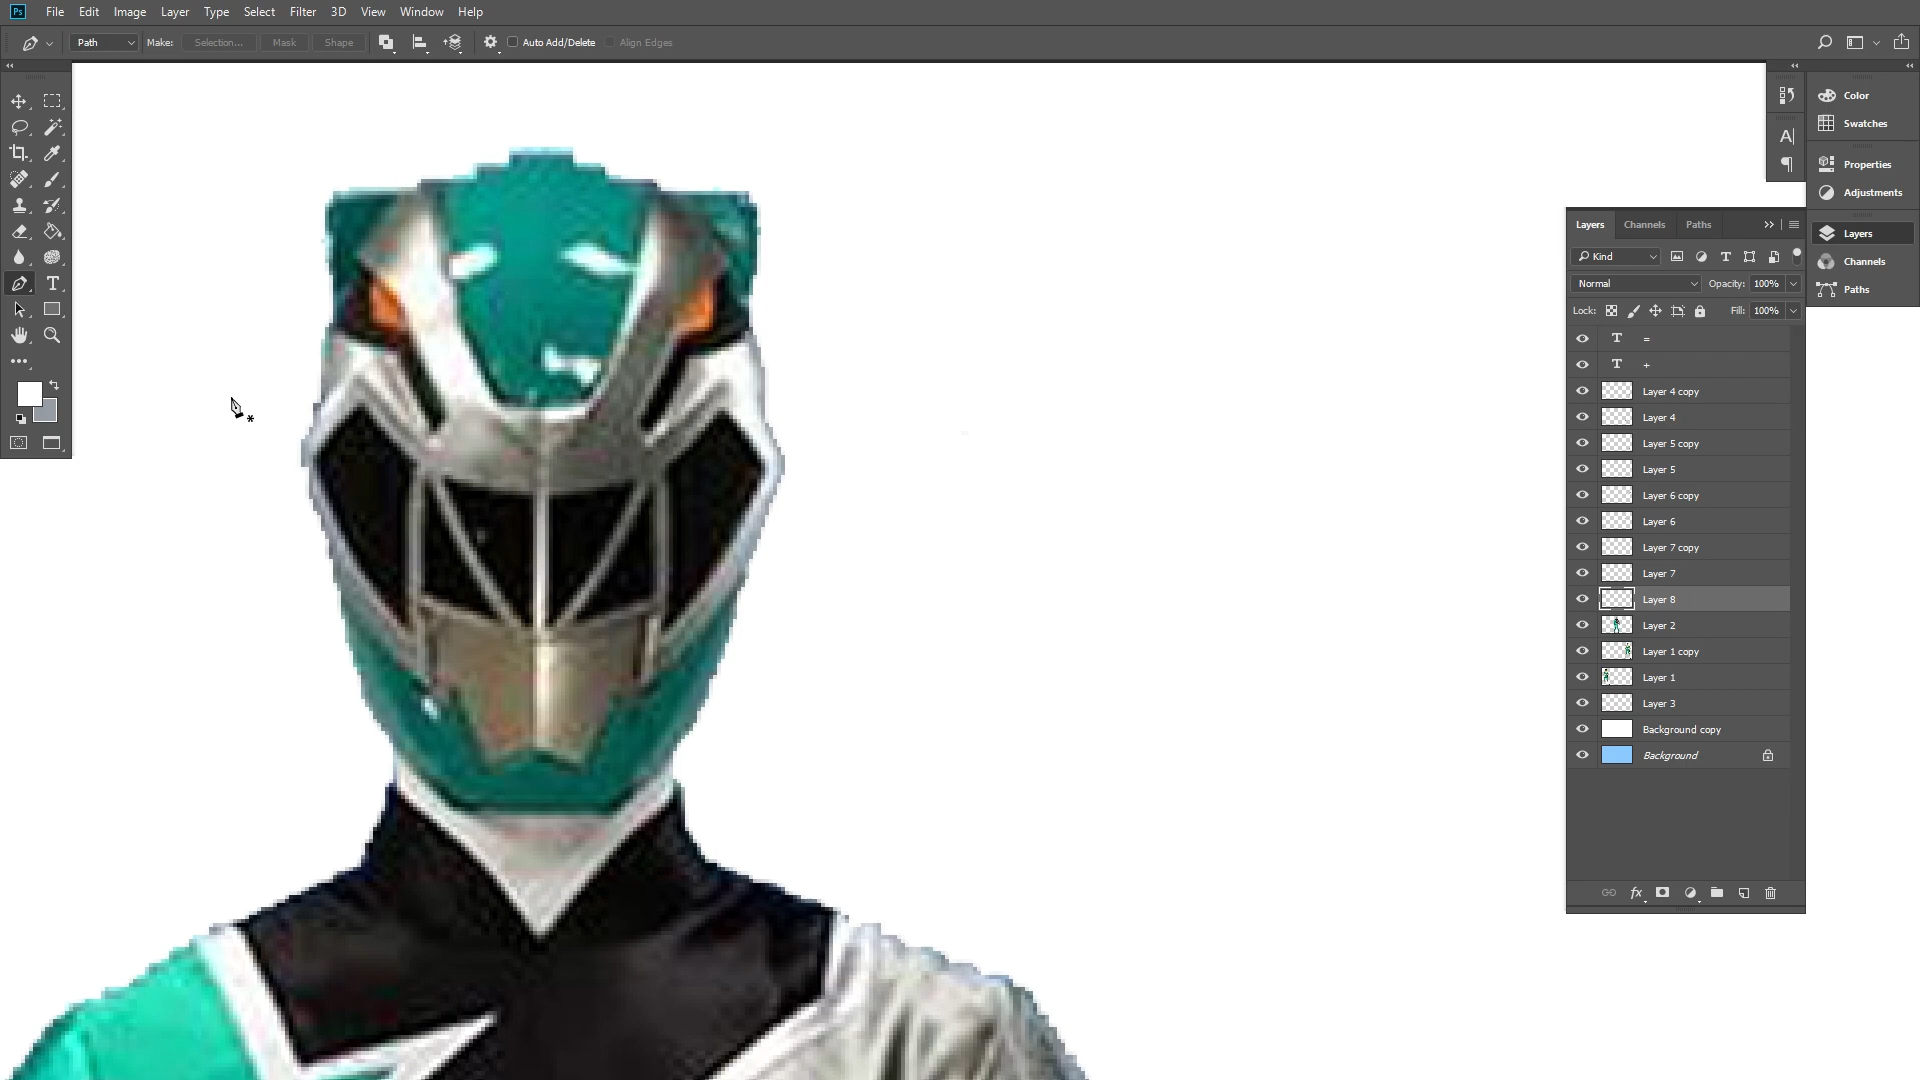 Ps File Edit Image Layer Type Select Filter 3D View Window Help
Path Make: Selection... Mask Shape Auto Add/Delete Align Edges
Color
Swatches
Properties
Adjustments
Layers
Channels
Paths
Layers Channels Paths
Kind
Normal Opacity: 100%
Lock: Fill: 100%
T =
T +
Layer 4 copy
Layer 4
Layer 5 copy
Layer 5
Layer 6 copy
Layer 6
Layer 7 copy
Layer 7
Layer 8
Layer 2
Layer 1 copy
Layer 1
Layer 3
Background copy
Background
fx